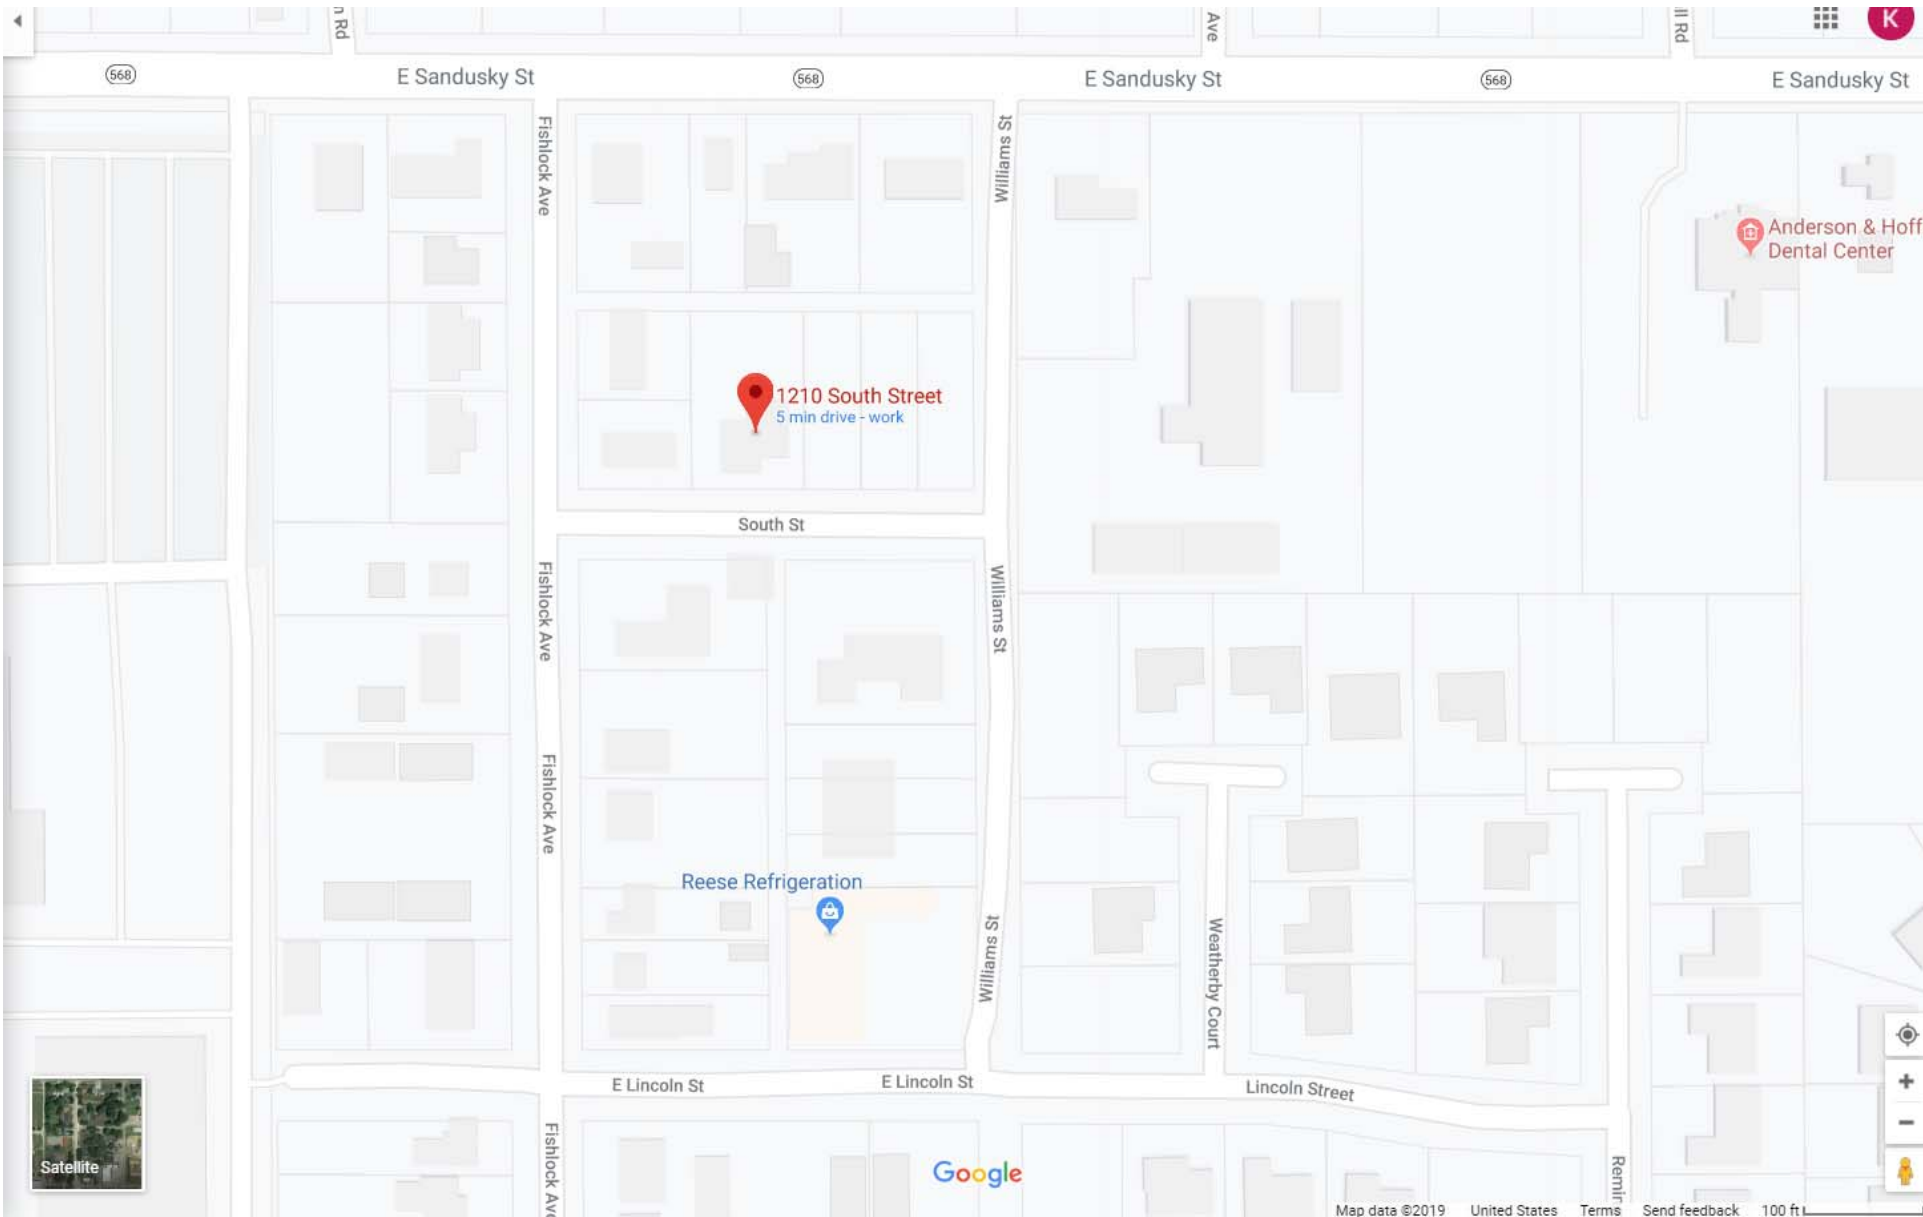 n Rd
Ave
ll Rd
K
568
E Sandusky St
568
E Sandusky St
568
E Sandusky St
Fishlock Ave
Williams St
Anderson & Hoff
Dental Center
1210 South Street
5 min drive - work
South St
Fishlock Ave
Williams St
Fishlock Ave
Reese Refrigeration
Williams St
Weatherby Court
E Lincoln St
E Lincoln St
Lincoln Street
Fishlock Ave
Remin
Satellite
Google
Map data ©2019
United States
Terms
Send feedback
100 ft